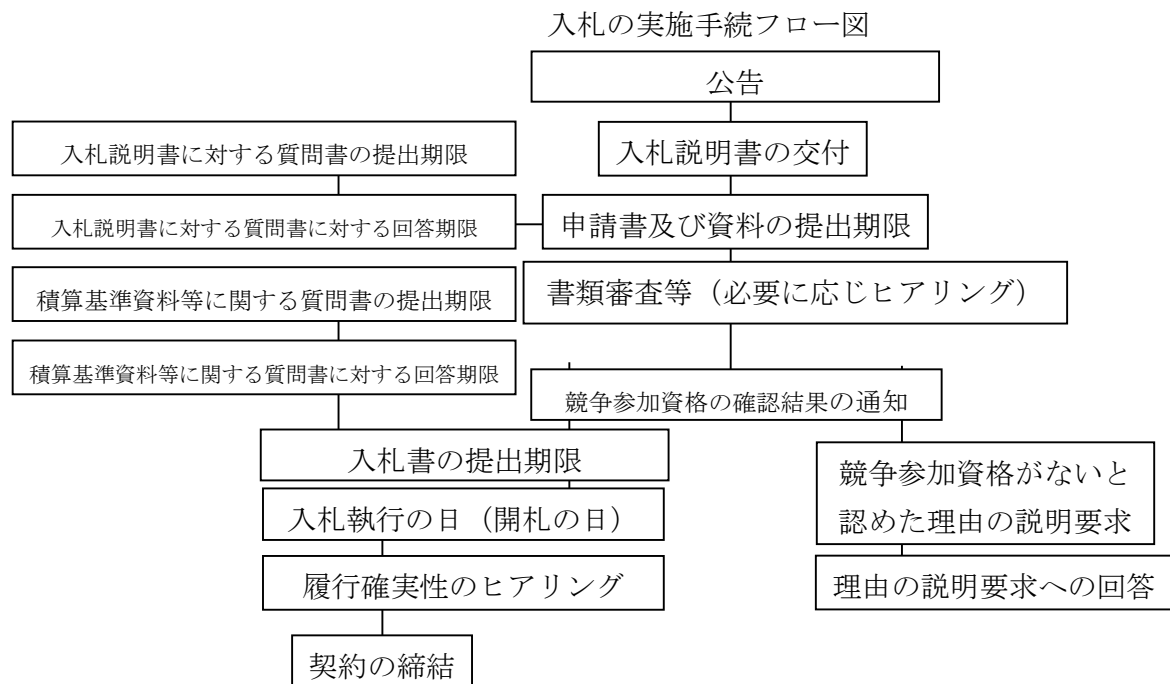 入札の実施手続フロー図
公告
入札説明書に対する質問書の提出期限
入札説明書の交付
入札説明書に対する質問書に対する回答期限
申請書及び資料の提出期限
積算基準資料等に関する質問書の提出期限
書類審査等（必要に応じヒアリング）
積算基準資料等に関する質問書に対する回答期限
競争参加資格の確認結果の通知
入札書の提出期限
競争参加資格がないと
認めた理由の説明要求
入札執行の日（開札の日）
履行確実性のヒアリング
理由の説明要求への回答
契約の締結